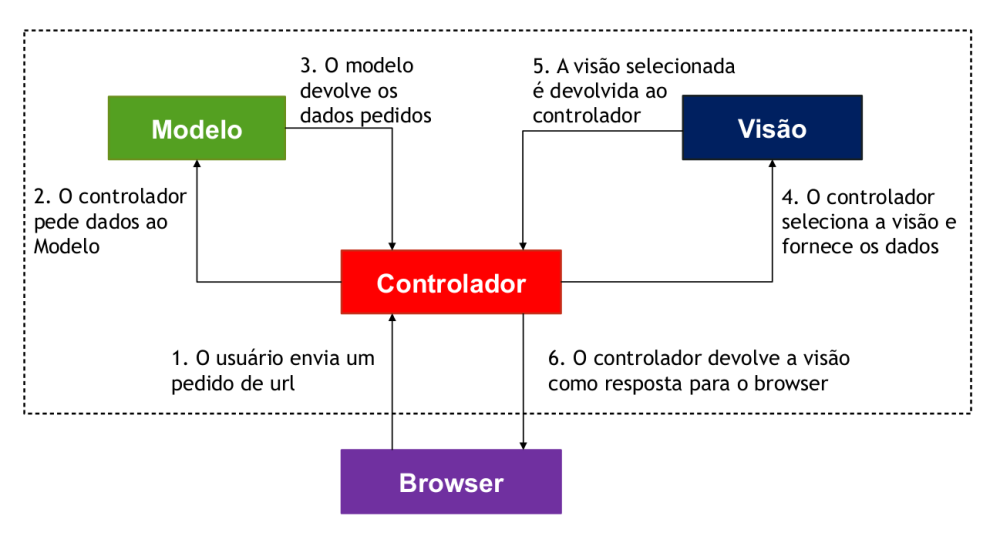 3. O modelo
devolve os
dados pedidos
5. A visão selecionada
é devolvida ao
controlador
Modelo
Visão
2. O controlador
pede dados ao
Modelo
4. O controlador
seleciona a visão e
fornece os dados
Controlador
1. O usuário envia um
pedido de url
6. O controlador devolve a visão
como resposta para o browser
Browser